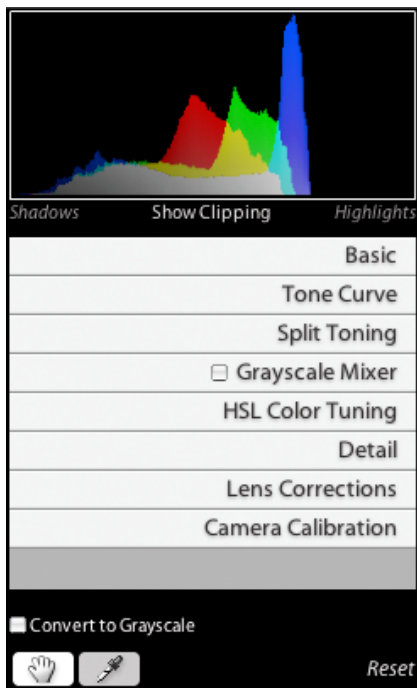 Shadows Show Clipping Highlights
Basic
Tone Curve
Split Toning
Grayscale Mixer
HSL Color Tuning
Detail
Lens Corrections
Camera Calibration
Convert to Grayscale
Reset